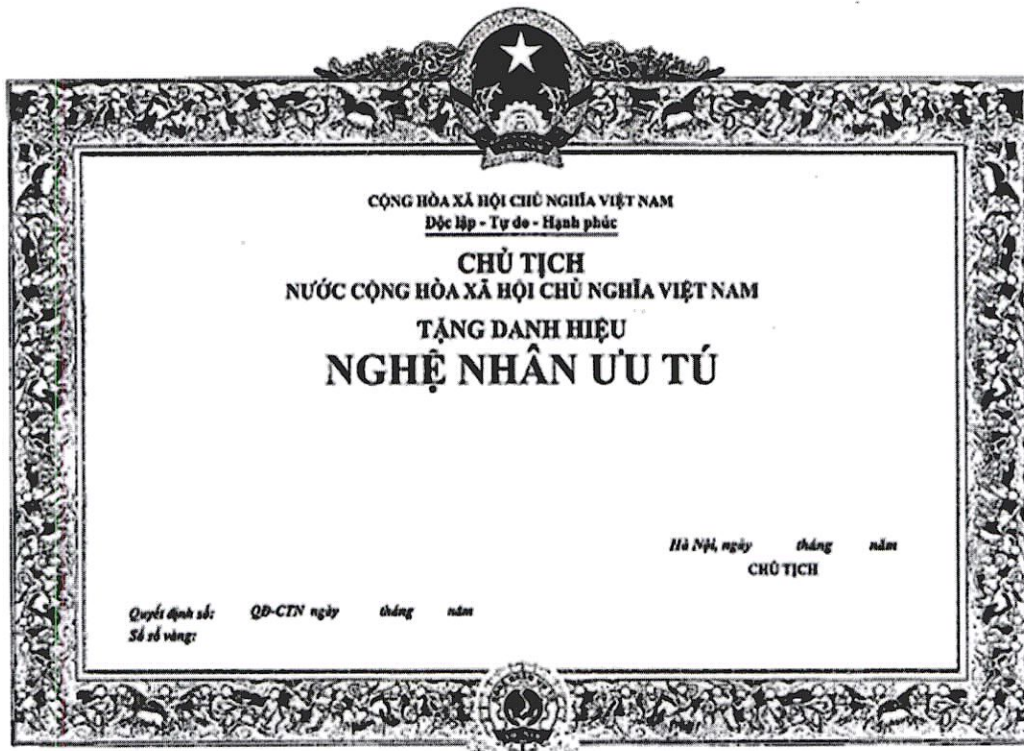 CỘNG HÒA XÃ HỘI CHỦ NGHĨA VIỆT NAM
Độc lập - Tự do - Hạnh phúc
CHỦ TỊCH
NƯỚC CỘNG HÒA XÃ HỘI CHỦ NGHĨA VIỆT NAM
TẶNG DANH HIỆU
NGHỆ NHÂN ƯU TÚ
Hà Nội, ngày tháng năm
CHỦ TỊCH
Quyết định số: QĐ-CTN ngày tháng năm
Số sổ vàng: